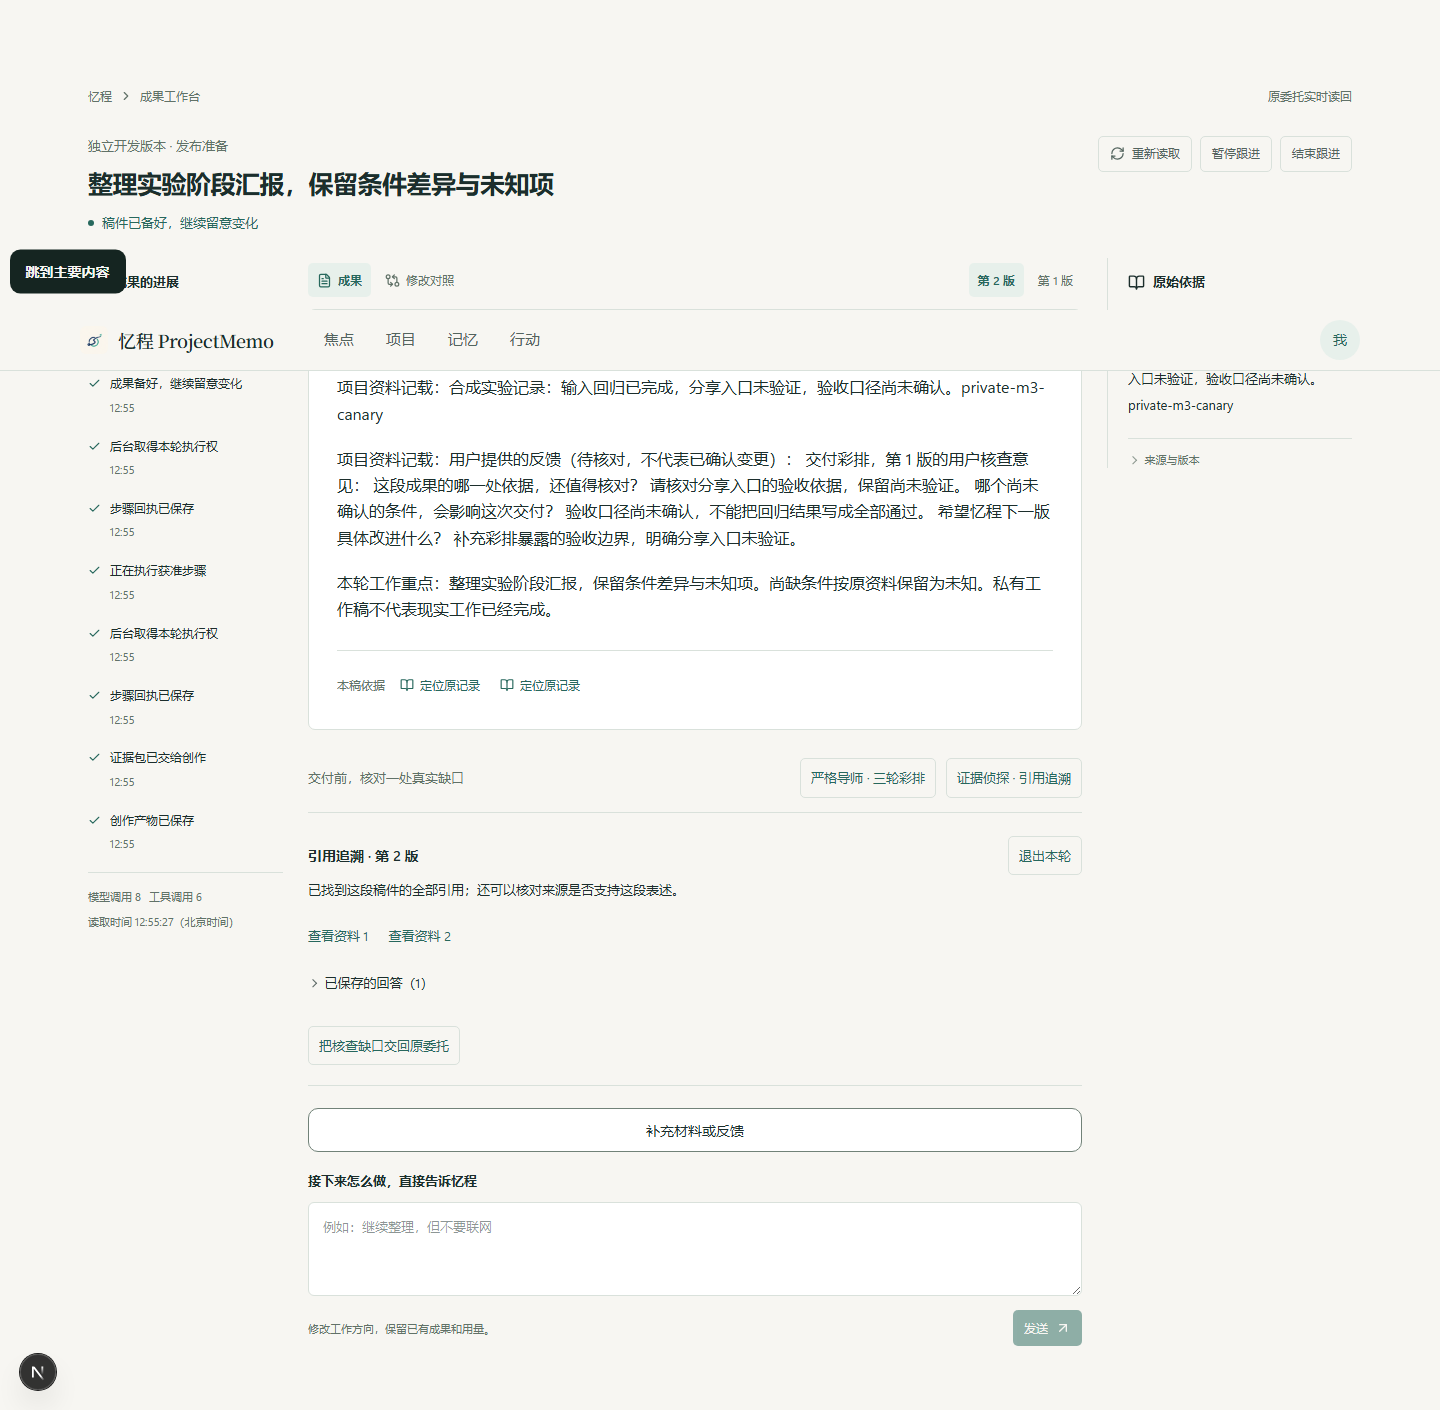 忆程 > 成果工作台
原委托实时读回
独立开发版本 · 发布准备
重新读取
暂停跟进
结束跟进
整理实验阶段汇报，保留条件差异与未知项
稿件已备好，继续留意变化
跳到主要内容
果的进展
成果
修改对照
第 2 版
第 1 版
原始依据
忆程 ProjectMemo
焦点
项目
记忆
行动
我
成果备好，继续留意变化
12:55
后台取得本轮执行权
12:55
步骤回执已保存
12:55
正在执行获准步骤
12:55
后台取得本轮执行权
12:55
步骤回执已保存
12:55
证据包已交给创作
12:55
创作产物已保存
12:55
模型调用 8 工具调用 6
读取时间 12:55:27（北京时间）
项目资料记载：合成实验记录：输入回归已完成，分享入口未验证，验收口径尚未确认。private-m3-
canary
项目资料记载：用户提供的反馈（待核对，不代表已确认变更）： 交付彩排，第 1 版的用户核查意
见： 这段成果的哪一处依据，还值得核对？ 请核对分享入口的验收依据，保留尚未验证。 哪个尚未
确认的条件，会影响这次交付？ 验收口径尚未确认，不能把回归结果写成全部通过。 希望忆程下一版
具体改进什么？ 补充彩排暴露的验收边界，明确分享入口未验证。
本轮工作重点：整理实验阶段汇报，保留条件差异与未知项。尚缺条件按原资料保留为未知。私有工
作稿不代表现实工作已经完成。
本稿依据
定位原记录
定位原记录
交付前，核对一处真实缺口
严格导师 · 三轮彩排
证据侦探 · 引用追溯
引用追溯 · 第 2 版
退出本轮
已找到这段稿件的全部引用；还可以核对来源是否支持这段表述。
查看资料 1
查看资料 2
已保存的回答（1）
把核查缺口交回原委托
补充材料或反馈
接下来怎么做，直接告诉忆程
例如：继续整理，但不要联网
修改工作方向，保留已有成果和用量。
发送
入口未验证，验收口径尚未确认。
private-m3-canary
来源与版本
N